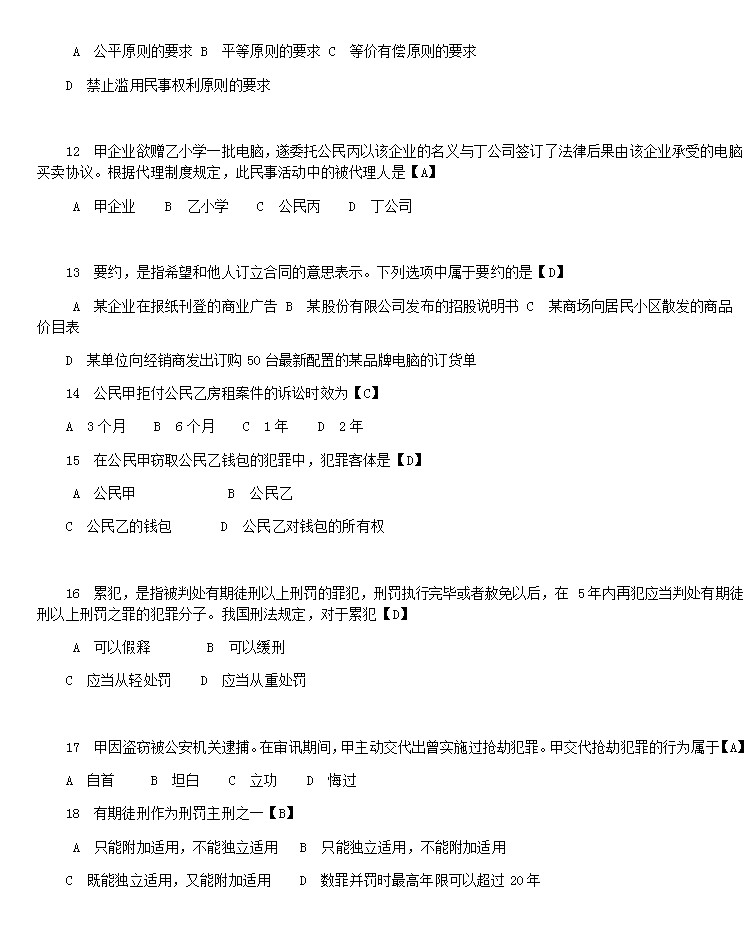 A 公平原则的要求 B 平等原则的要求 C 等价有偿原则的要求
D 禁止滥用民事权利原则的要求
12 甲企业欲赠乙小学一批电脑，遂委托公民丙以该企业的名义与丁公司签订了法律后果由该企业承受的电脑
买卖协议。根据代理制度规定，此民事活动中的被代理人是【A】
A 甲企业 B 乙小学 C 公民丙 D 丁公司
13 要约，是指希望和他人订立合同的意思表示。下列选项中属于要约的是【D】
A 某企业在报纸刊登的商业广告 B 某股份有限公司发布的招股说明书 C 某商场向居民小区散发的商品
价目表
D 某单位向经销商发出订购 50 台最新配置的某品牌电脑的订货单
14 公民甲拒付公民乙房租案件的诉讼时效为【C】
A 3 个月 B 6 个月 C 1 年 D 2 年
15 在公民甲窃取公民乙钱包的犯罪中，犯罪客体是【D】
A 公民甲 B 公民乙
C 公民乙的钱包 D 公民乙对钱包的所有权
16 累犯，是指被判处有期徒刑以上刑罚的罪犯，刑罚执行完毕或者赦免以后，在 5 年内再犯应当判处有期徒
刑以上刑罚之罪的犯罪分子。我国刑法规定，对于累犯【D】
A 可以假释 B 可以缓刑
C 应当从轻处罚 D 应当从重处罚
17 甲因盗窃被公安机关逮捕。在审讯期间，甲主动交代出曾实施过抢劫犯罪。甲交代抢劫犯罪的行为属于【A】
A 自首 B 坦白 C 立功 D 悔过
18 有期徒刑作为刑罚主刑之一【B】
A 只能附加适用，不能独立适用 B 只能独立适用，不能附加适用
C 既能独立适用，又能附加适用 D 数罪并罚时最高年限可以超过 20 年